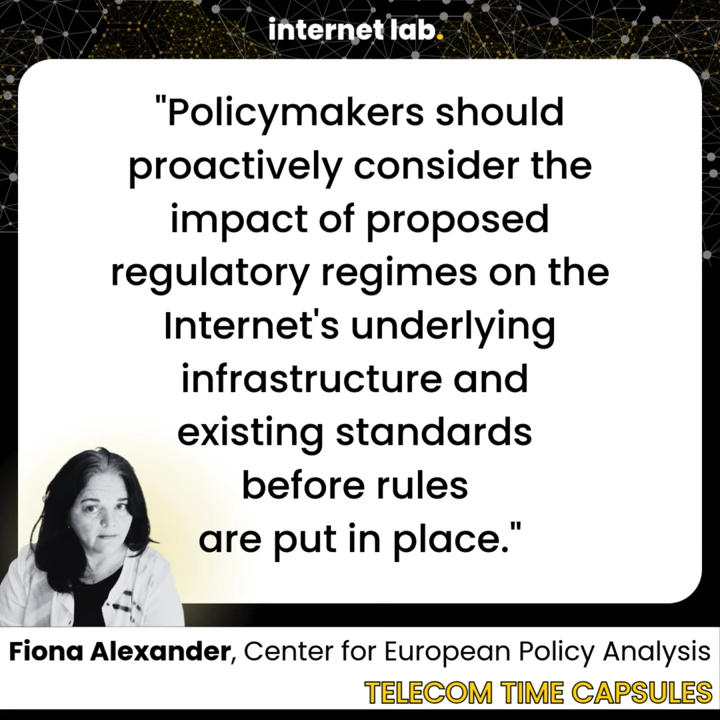 internet lab.
"Policymakers should
proactively consider the
impact of proposed
regulatory regimes on the
Internet's underlying
infrastructure and
existing standards
before rules
are put in place."
Fiona Alexander, Center for European Policy Analysis
TELECOM TIME CAPSULES